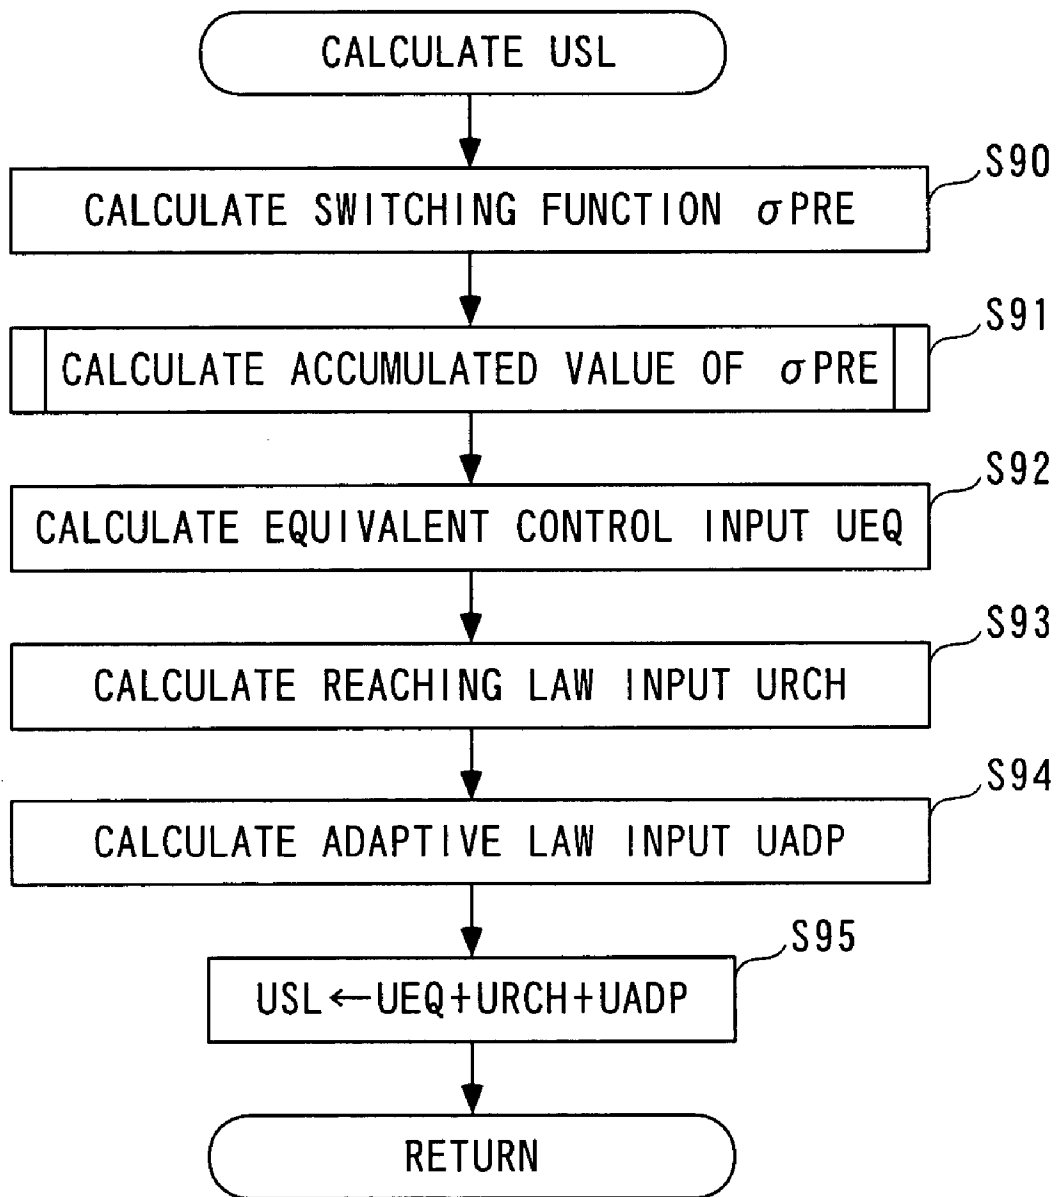 CALCULATE USL
S90
CALCULATE SWITCHING FUNCTION σPRE
S91
CALCULATE ACCUMULATED VALUE OF σPRE
S92
CALCULATE EQUIVALENT CONTROL INPUT UEQ
S93
CALCULATE REACHING LAW INPUT URCH
S94
CALCULATE ADAPTIVE LAW INPUT UADP
S95
USL←UEQ+URCH+UADP
RETURN